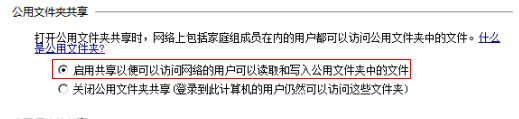 公用文件夹共享
打开公用文件夹共享时，网络上包括家庭组成员在内的用户都可以访问公用文件夹中的文件。什么
是公用文件夹?
启用共享以便可以访问网络的用户可以读取和写入公用文件夹中的文件
关闭公用文件夹共享(登录到此计算机的用户仍然可以访问这些文件夹)